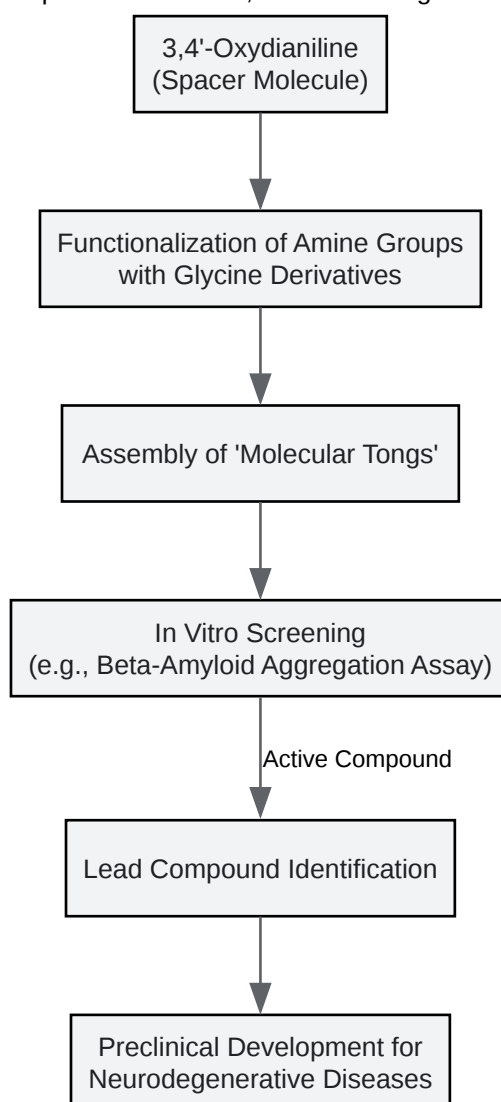 3,4'-Oxydianiline
(Spacer Molecule)
Functionalization of Amine Groups
with Glycine Derivatives
Assembly of 'Molecular Tongs'
In Vitro Screening
(e.g., Beta-Amyloid Aggregation Assay)
Active Compound
Lead Compound Identification
Preclinical Development for
Neurodegenerative Diseases